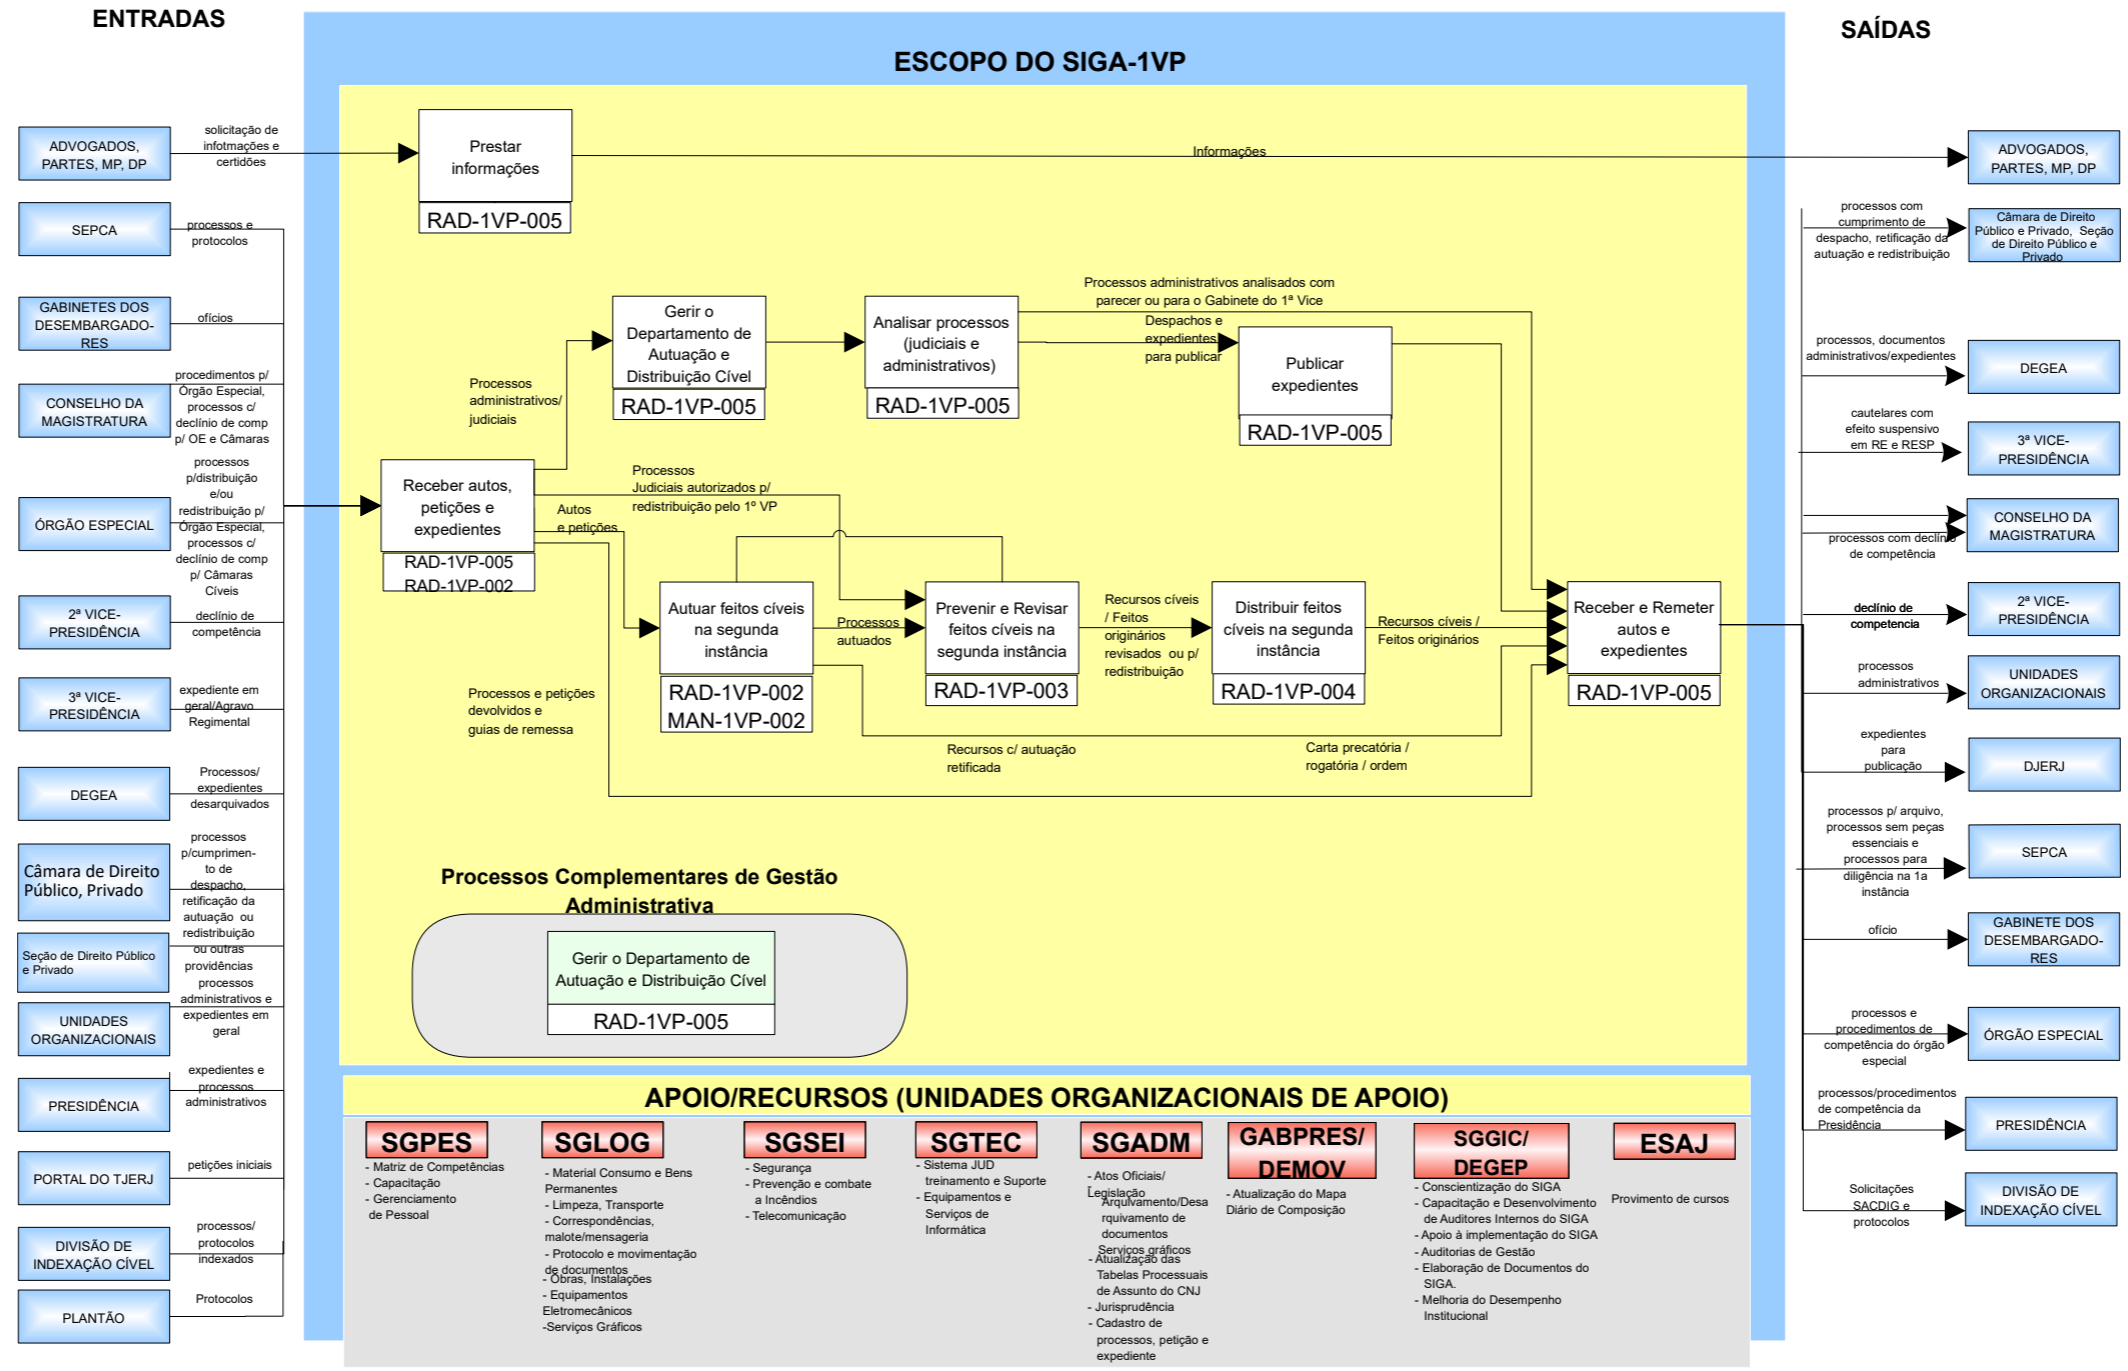 ENTRADAS
SAÍDAS
ESCOPO DO SIGA-1VP
ADVOGADOS,
PARTES, MP, DP
solicitação de
infotmações e
certidões
SEPCA
processos e
protocolos
GABINETES DOS
DESEMBARGADO-
RES
ofícios
CONSELHO DA
MAGISTRATURA
procedimentos p/
Órgão Especial,
processos c/
declínio de comp
p/ OE e Câmaras
ÓRGÃO ESPECIAL
processos
p/distribuição
e/ou
redistribuição p/
Órgão Especial,
processos c/
declínio de comp
p/ Câmaras
Cíveis
2ª VICE-
PRESIDÊNCIA
declínio de
competência
3ª VICE-
PRESIDÊNCIA
expediente em
geral/Agravo
Regimental
DEGEA
Processos/
expedientes
desarquivados
Câmara de Direito
Público, Privado
processos
p/cumprimen-
to de
despacho,
retificação da
autuação ou
redistribuição
ou outras
providências
Seção de Direito Público
e Privado
UNIDADES
ORGANIZACIONAIS
processos
administrativos e
expedientes em
geral
PRESIDÊNCIA
expedientes e
processos
administrativos
PORTAL DO TJERJ
petições iniciais
DIVISÃO DE
INDEXAÇÃO CÍVEL
processos/
protocolos
indexados
PLANTÃO
Protocolos
Prestar
informações
RAD-1VP-005
Informações
Gerir o
Departamento de
Autuação e
Distribuição Cível
RAD-1VP-005
Analisar processos
(judiciais e
administrativos)
RAD-1VP-005
Processos administrativos analisados com
parecer ou para o Gabinete do 1ª Vice
Despachos e
expedientes
para publicar
Publicar
expedientes
RAD-1VP-005
Processos
administrativos/
judiciais
Receber autos,
petições e
expedientes
RAD-1VP-005
RAD-1VP-002
Processos
Judiciais autorizados p/
redistribuição pelo 1º VP
Autos
e petições
Autuar feitos cíveis
na segunda
instância
RAD-1VP-002
MAN-1VP-002
Processos
autuados
Prevenir e Revisar
feitos cíveis na
segunda instância
RAD-1VP-003
Recursos cíveis
/ Feitos
originários
revisados ou p/
redistribuição
Distribuir feitos
cíveis na segunda
instância
RAD-1VP-004
Recursos cíveis /
Feitos originários
Receber e Remeter
autos e
expedientes
RAD-1VP-005
Processos e petições
devolvidos e
guias de remessa
Recursos c/ autuação
retificada
Carta precatória /
rogatória / ordem
Processos Complementares de Gestão
Administrativa
Gerir o Departamento de
Autuação e Distribuição Cível
RAD-1VP-005
ADVOGADOS,
PARTES, MP, DP
processos com
cumprimento de
despacho, retificação da
autuação e redistribuição
Câmara de Direito
Público e Privado, Seção
de Direito Público e
Privado
processos, documentos
administrativos/expedientes
DEGEA
cautelares com
efeito suspensivo
em RE e RESP
3ª VICE-
PRESIDÊNCIA
processos com declínio
de competência
CONSELHO DA
MAGISTRATURA
declínio de
competencia
2ª VICE-
PRESIDÊNCIA
processos
administrativos
UNIDADES
ORGANIZACIONAIS
expedientes
para
publicação
DJERJ
processos p/ arquivo,
processos sem peças
essenciais e
processos para
diligência na 1a
instância
SEPCA
ofício
GABINETE DOS
DESEMBARGADO-
RES
processos e
procedimentos de
competência do órgão
especial
ÓRGÃO ESPECIAL
processos/procedimentos
de competência da
Presidência
PRESIDÊNCIA
Solicitações
SACDIG e
protocolos
DIVISÃO DE
INDEXAÇÃO CÍVEL
APOIO/RECURSOS (UNIDADES ORGANIZACIONAIS DE APOIO)
SGPES
- Matriz de Competências
- Capacitação
- Gerenciamento
de Pessoal
SGLOG
- Material Consumo e Bens
Permanentes
- Limpeza, Transporte
- Correspondências,
malote/mensageria
- Protocolo e movimentação
de documentos
- Obras, Instalações
- Equipamentos
Eletromecânicos
-Serviços Gráficos
SGSEI
- Segurança
- Prevenção e combate
a Incêndios
- Telecomunicação
SGTEC
- Sistema JUD
treinamento e Suporte
- Equipamentos e
Serviços de
Informática
SGADM
- Atos Oficiais/
Legislação
- Arquivamento/Desa
rquivamento de
documentos
Serviços gráficos
- Atualização das
Tabelas Processuais
de Assunto do CNJ
- Jurisprudência
- Cadastro de
processos, petição e
expediente
GABPRES/
DEMOV
- Atualização do Mapa
Diário de Composição
SGGIC/
DEGEP
- Conscientização do SIGA
- Capacitação e Desenvolvimento
de Auditores Internos do SIGA
- Apoio à implementação do SIGA
- Auditorias de Gestão
- Elaboração de Documentos do
SIGA.
- Melhoria do Desempenho
Institucional
ESAJ
Provimento de cursos